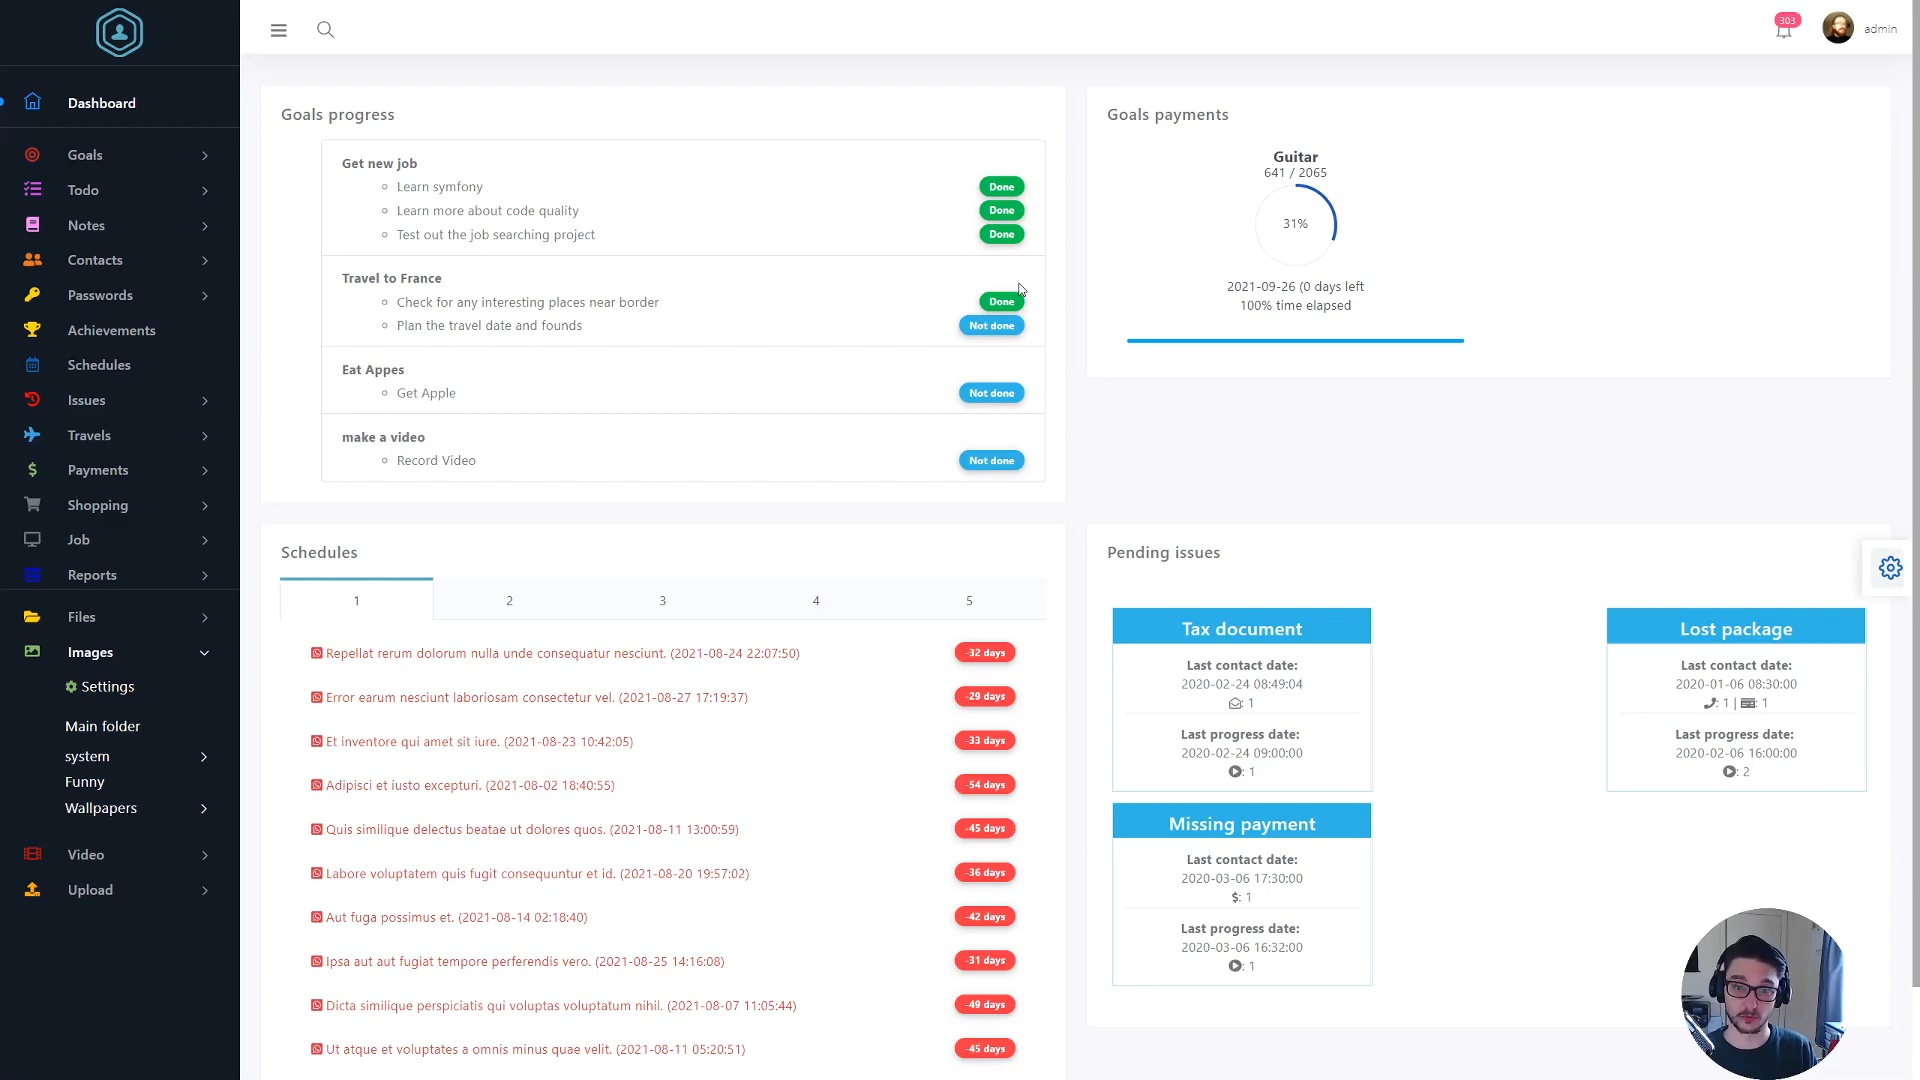 303
admin
Dashboard
Goals
Todo
Notes
Contacts
Passwords
Achievements
Schedules
Issues
Travels
Payments
Shopping
Job
Reports
Files
Images
Settings
Main folder
system
Funny
Wallpapers
Video
Upload
Goals progress
Get new job
Learn symfony Done
Learn more about code quality Done
Test out the job searching project Done
Travel to France
Check for any interesting places near border Done
Plan the travel date and founds Not done
Eat Appes
Get Apple Not done
make a video
Record Video Not done
Goals payments
Guitar
641 / 2065
31%
2021-09-26 (0 days left
100% time elapsed
Schedules
1 2 3 4 5
Repellat rerum dolorum nulla unde consequatur nesciunt. (2021-08-24 22:07:50) -32 days
Error earum nesciunt laboriosam consectetur vel. (2021-08-27 17:19:37) -29 days
Et inventore qui amet sit iure. (2021-08-23 10:42:05) -33 days
Adipisci et iusto excepturi. (2021-08-02 18:40:55) -54 days
Quis similique delectus beatae ut dolores quos. (2021-08-11 13:00:59) -45 days
Labore voluptatem quis fugit consequuntur et id. (2021-08-20 19:57:02) -36 days
Aut fuga possimus et. (2021-08-14 02:18:40) -42 days
Ipsa aut aut fugiat tempore perferendis vero. (2021-08-25 14:16:08) -31 days
Dicta similique perspiciatis qui voluptas voluptatum nihil. (2021-08-07 11:05:44) -49 days
Ut atque et voluptates a omnis minus quae velit. (2021-08-11 05:20:51) -45 days
Pending issues
Tax document
Last contact date:
2020-02-24 08:49:04
: 1
Last progress date:
2020-02-24 09:00:00
: 1
Lost package
Last contact date:
2020-01-06 08:30:00
: 1 | : 1
Last progress date:
2020-02-06 16:00:00
: 2
Missing payment
Last contact date:
2020-03-06 17:30:00
$: 1
Last progress date:
2020-03-06 16:32:00
: 1